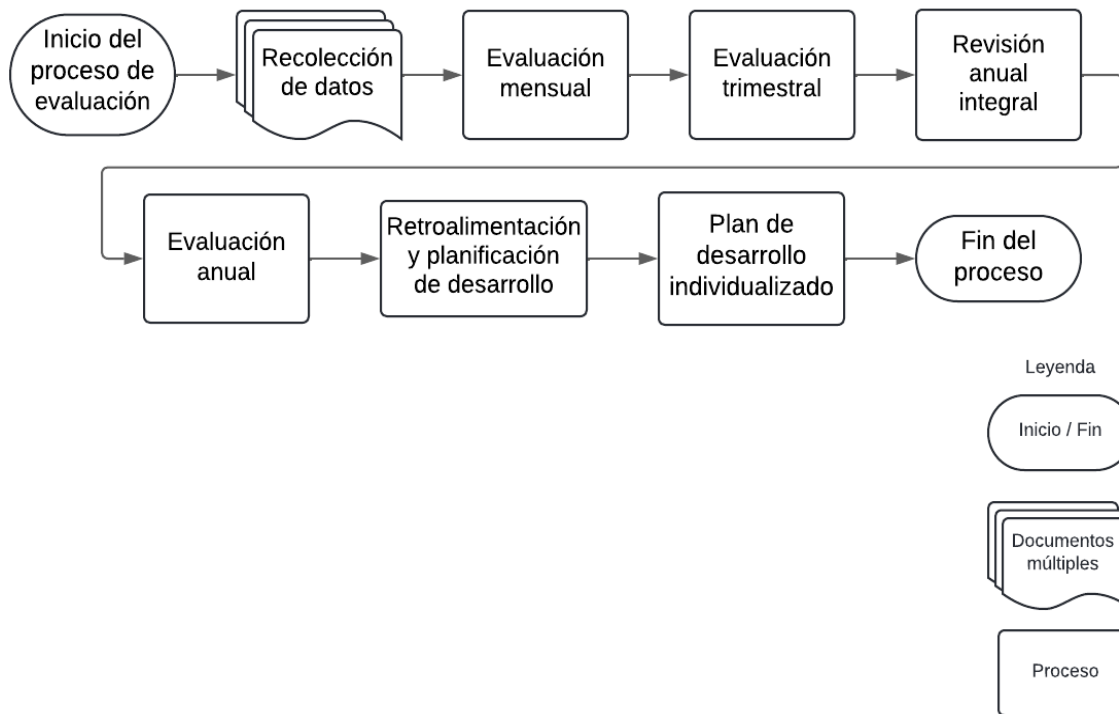 Inicio del
proceso de
evaluación
Recolección
de datos
Evaluación
mensual
Evaluación
trimestral
Revisión
anual
integral
Evaluación
anual
Retroalimentación
y planificación
de desarrollo
Plan de
desarrollo
individualizado
Fin del
proceso
Leyenda
Inicio / Fin
Documentos
múltiples
Proceso